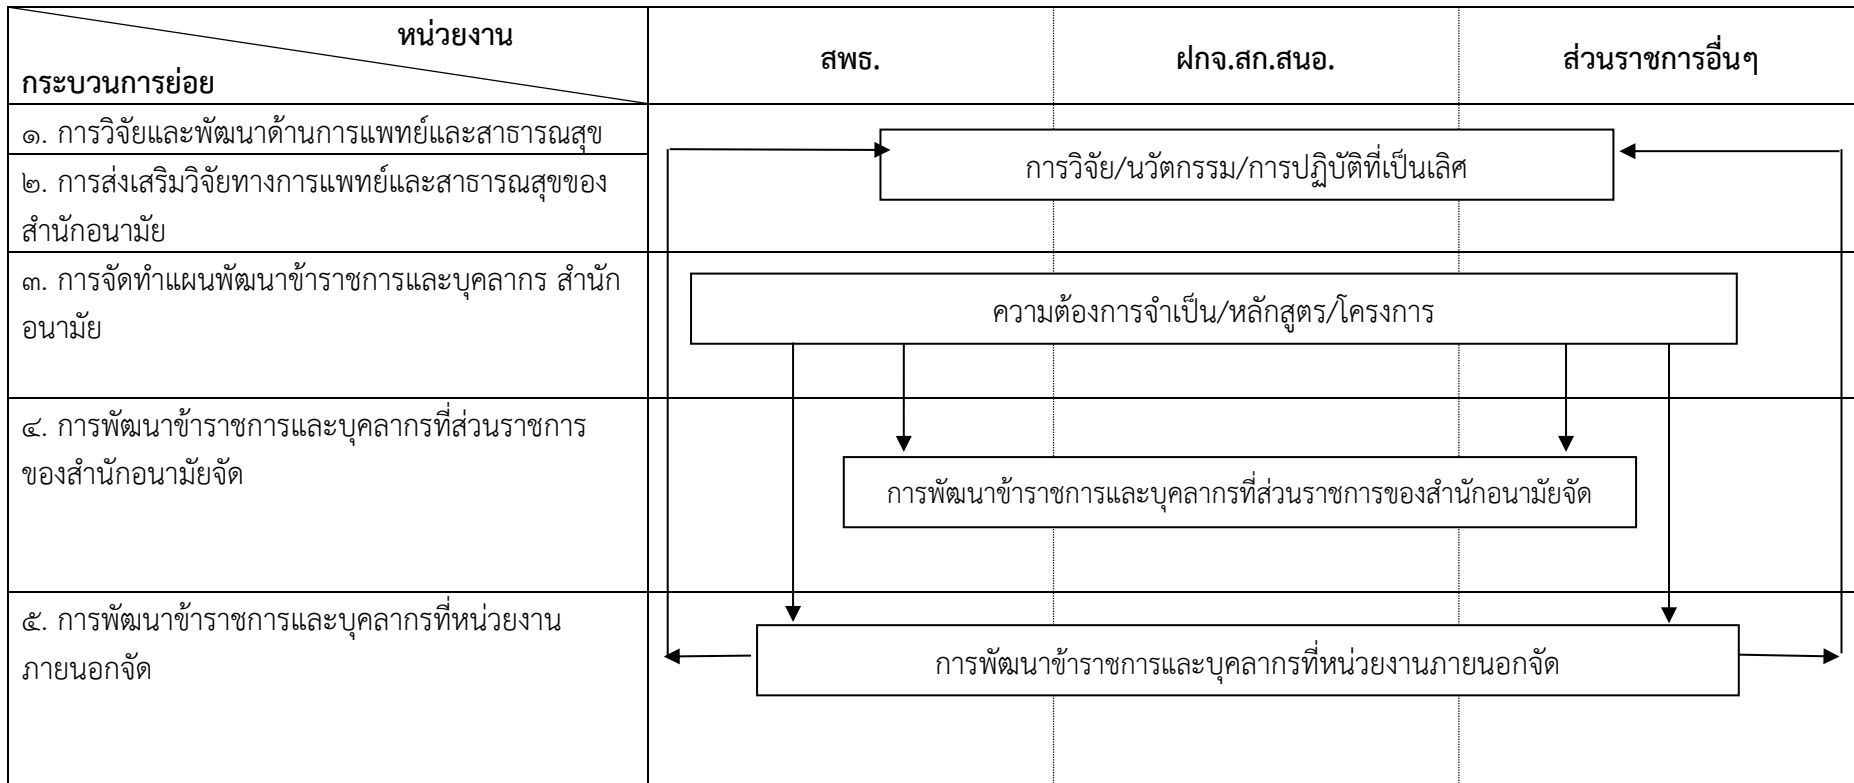 หน่วยงาน
กระบวนการย่อย
สพธ.
ฝกจ.สก.สนอ.
ส่วนราชการอื่นๆ
๑. การวิจัยและพัฒนาด้านการแพทย์และสาธารณสุข
๒. การส่งเสริมวิจัยทางการแพทย์และสาธารณสุขของ
สำนักอนามัย
การวิจัย/นวัตกรรม/การปฏิบัติที่เป็นเลิศ
๓. การจัดทำแผนพัฒนาข้าราชการและบุคลากร สำนัก
อนามัย
ความต้องการจำเป็น/หลักสูตร/โครงการ
๔. การพัฒนาข้าราชการและบุคลากรที่ส่วนราชการ
ของสำนักอนามัยจัด
การพัฒนาข้าราชการและบุคลากรที่ส่วนราชการของสำนักอนามัยจัด
๕. การพัฒนาข้าราชการและบุคลากรที่หน่วยงาน
ภายนอกจัด
การพัฒนาข้าราชการและบุคลากรที่หน่วยงานภายนอกจัด